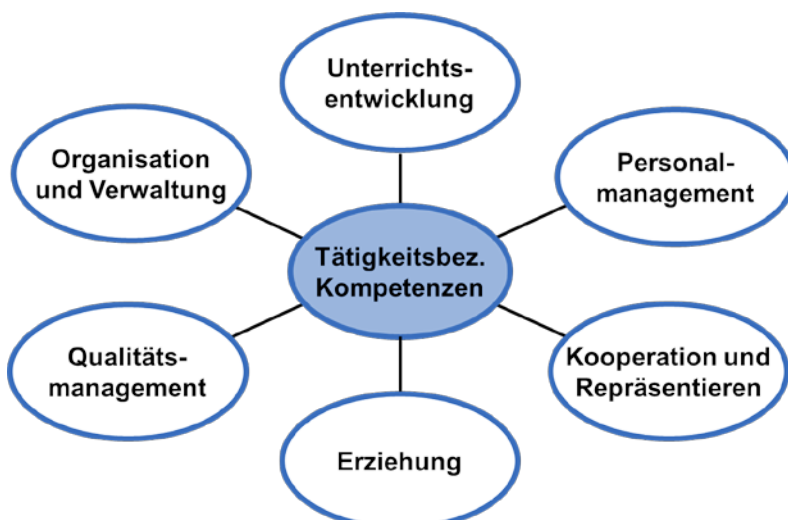 Unterrichts-
entwicklung
Organisation
und Verwaltung
Personal-
management
Tätigkeitsbez.
Kompetenzen
Qualitäts-
management
Kooperation und
Repräsentieren
Erziehung